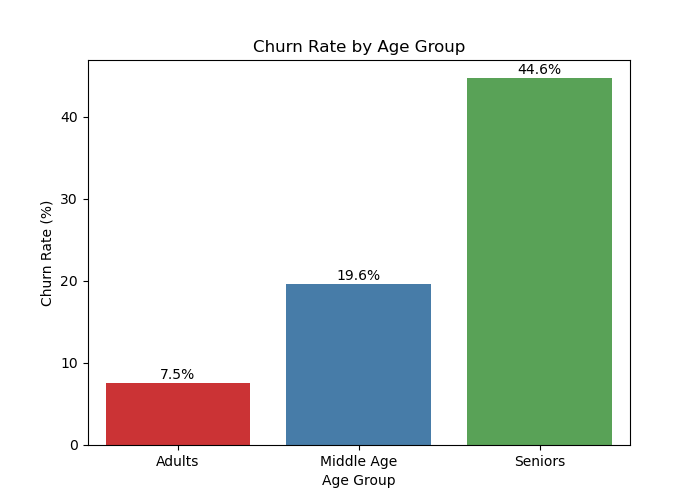 Churn Rate by Age Group
44.6%
40
30
Churn Rate (%)
19.6%
20
10
7.5%
0
Adults Middle Age Seniors
Age Group